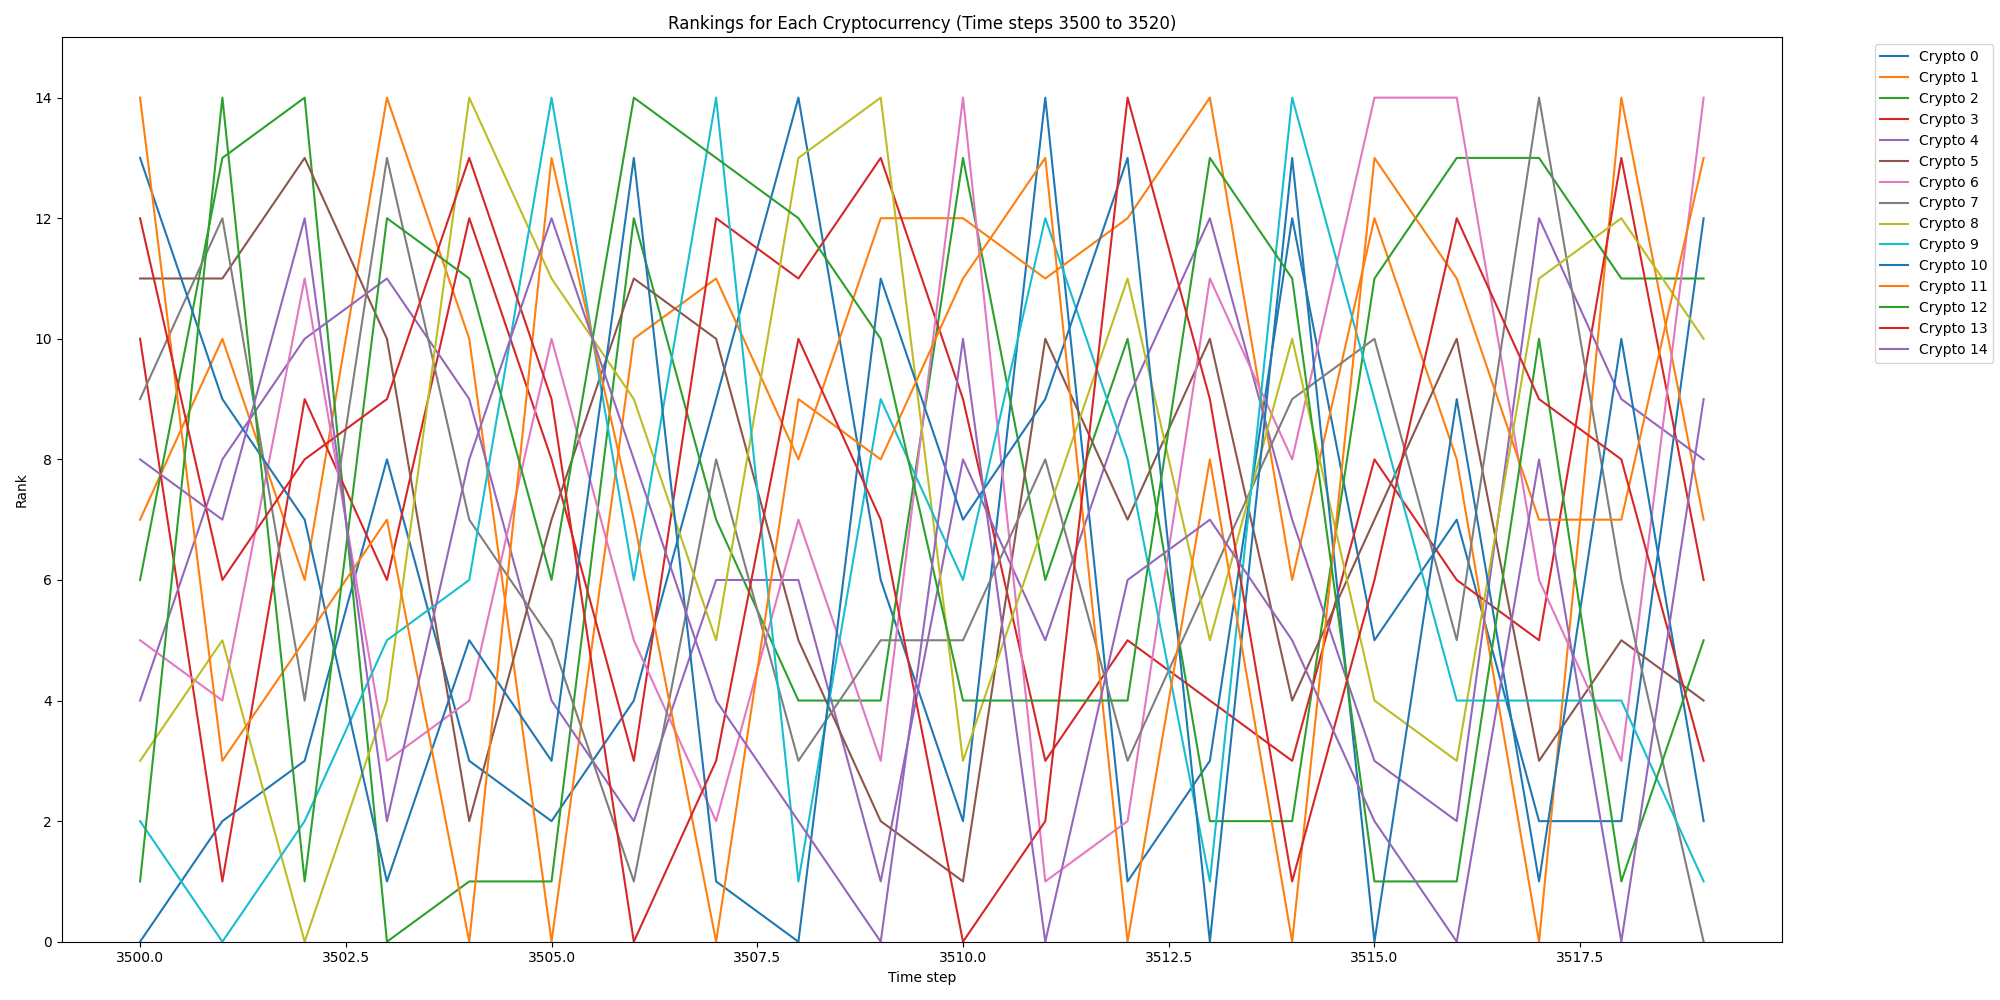 Rankings for Each Cryptocurrency (Time steps 3500 to 3520)
Rank
14
12
10
8
6
4
2
0
3500.0 3502.5 3505.0 3507.5 3510.0 3512.5 3515.0 3517.5
Time step
Crypto 0
Crypto 1
Crypto 2
Crypto 3
Crypto 4
Crypto 5
Crypto 6
Crypto 7
Crypto 8
Crypto 9
Crypto 10
Crypto 11
Crypto 12
Crypto 13
Crypto 14